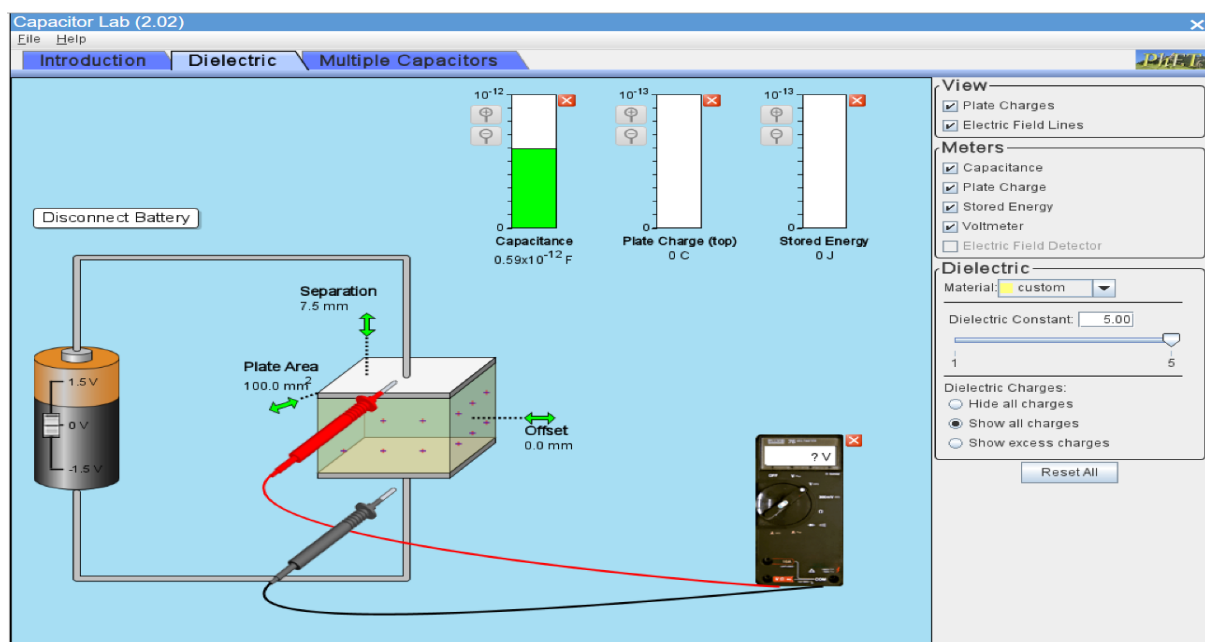 Capacitor Lab (2.02)
File Help
Introduction Dielectric Multiple Capacitors
PhET
10⁻¹² 10⁻¹³ 10⁻¹³
0 0 0
Capacitance
0.59x10⁻¹² F
Plate Charge (top)
0 C
Stored Energy
0 J
Disconnect Battery
Separation
7.5 mm
Plate Area
100.0 mm²
Offset
0.0 mm
1.5 V
0 V
-1.5 V
? V
OFF
COM
View
Plate Charges
Electric Field Lines
Meters
Capacitance
Plate Charge
Stored Energy
Voltmeter
Electric Field Detector
Dielectric
Material: custom
Dielectric Constant: 5.00
1 5
Dielectric Charges:
Hide all charges
Show all charges
Show excess charges
Reset All